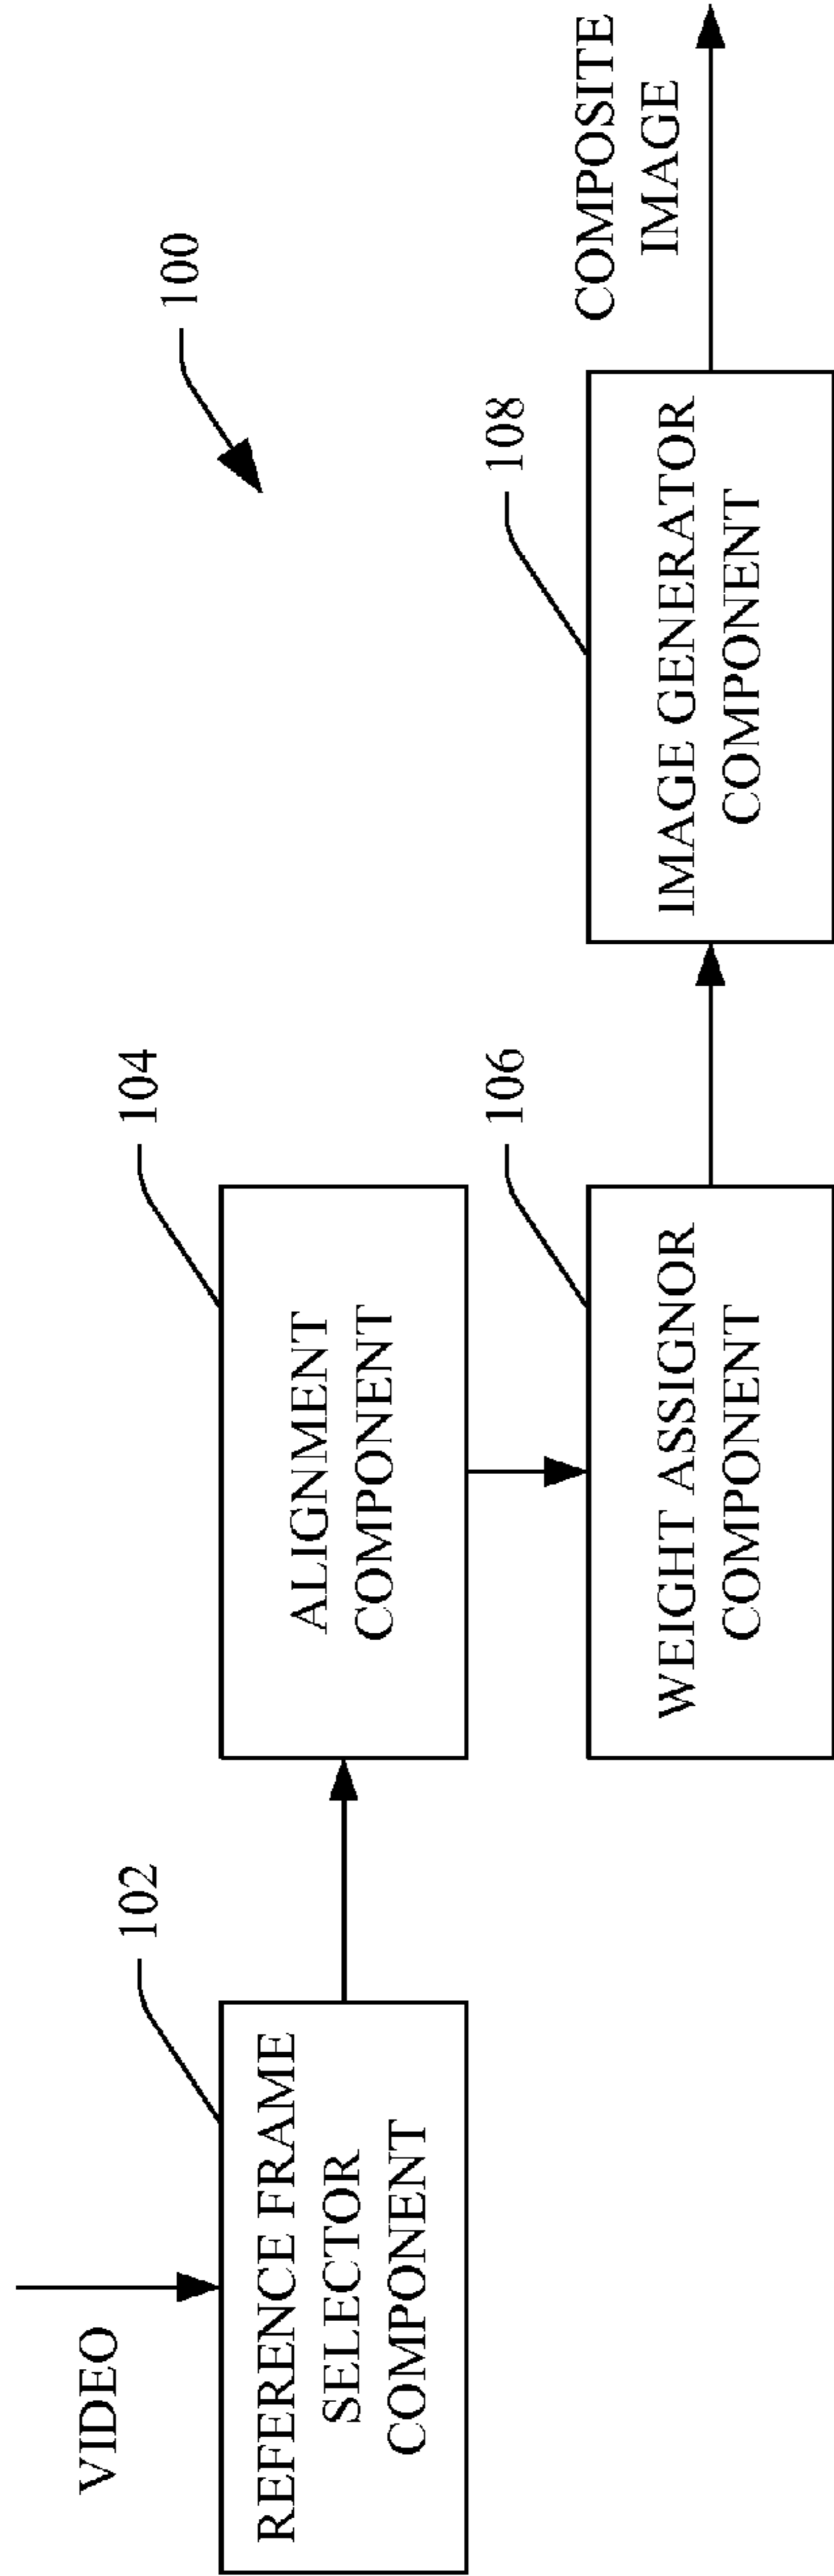 VIDEO
102
REFERENCE FRAME
SELECTOR
COMPONENT
104
ALIGNMENT
COMPONENT
100
106
WEIGHT ASSIGNOR
COMPONENT
108
IMAGE GENERATOR
COMPONENT
COMPOSITE
IMAGE